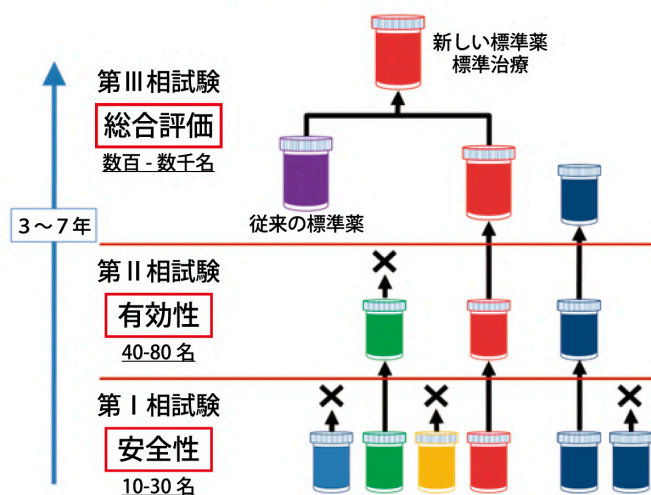 新しい標準薬
標準治療
第Ⅲ相試験
総合評価
数百 - 数千名
従来の標準薬
3～7年
第Ⅱ相試験
有効性
40-80 名
第Ⅰ相試験
安全性
10-30 名